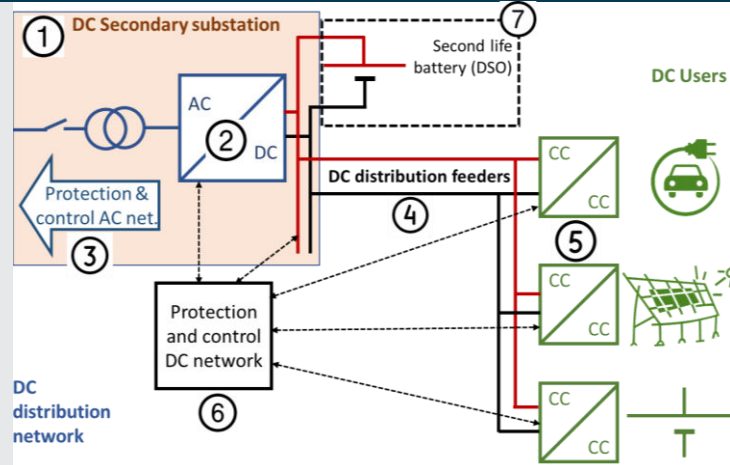 ① DC Secondary substation
⑦
Second life
battery (DSO)
DC Users
AC
②
DC
CC
CC
Protection &
control AC net.
③
DC distribution feeders
④
⑤
CC
CC
Protection
and control
DC network
⑥
CC
CC
DC
distribution
network